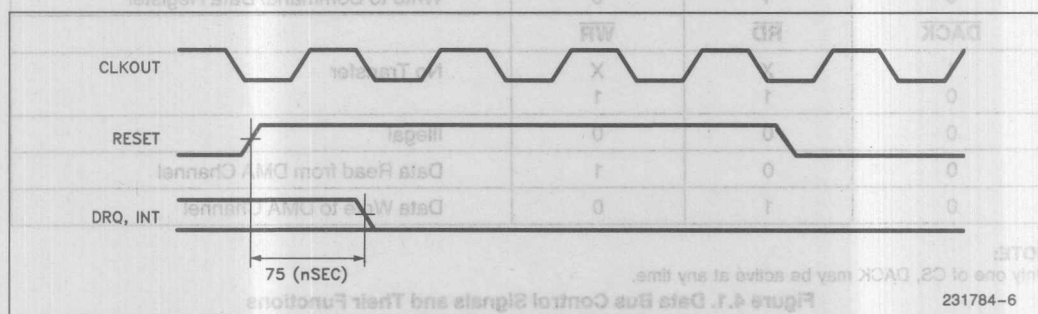 CLKOUT
RESET
DRQ, INT
75 (nSEC)
231784-6
Write to Command/Data Register
DACK RD WR
X X No Transfer
0 1 1
0 0 0 Illegal
0 0 1 Data Read from DMA Channel
0 1 0 Data Write to DMA Channel
NOTE:
Only one of CS, DACK may be active at any time.
Figure 4.1. Data Bus Control Signals and Their Functions